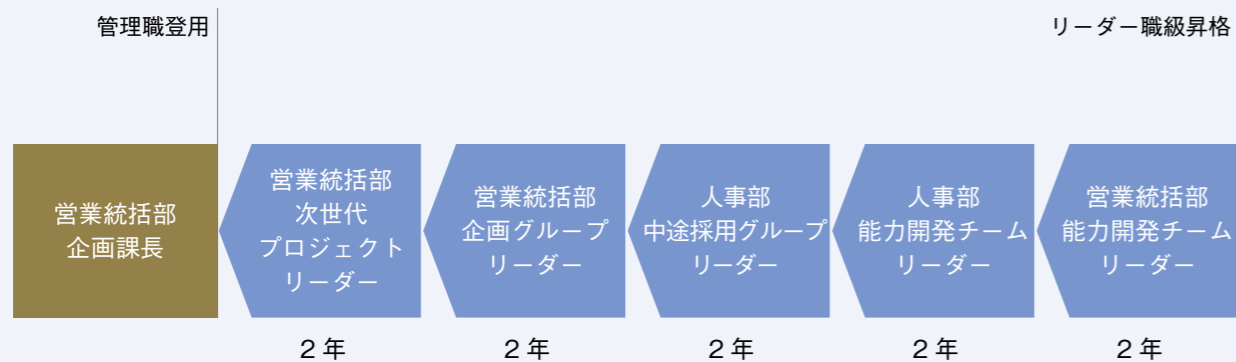 管理職登用
リーダー職級昇格
営業統括部
企画課長
営業統括部
次世代
プロジェクト
リーダー
営業統括部
企画グループ
リーダー
人事部
中途採用グループ
リーダー
人事部
能力開発チーム
リーダー
営業統括部
能力開発チーム
リーダー
2年
2年
2年
2年
2年